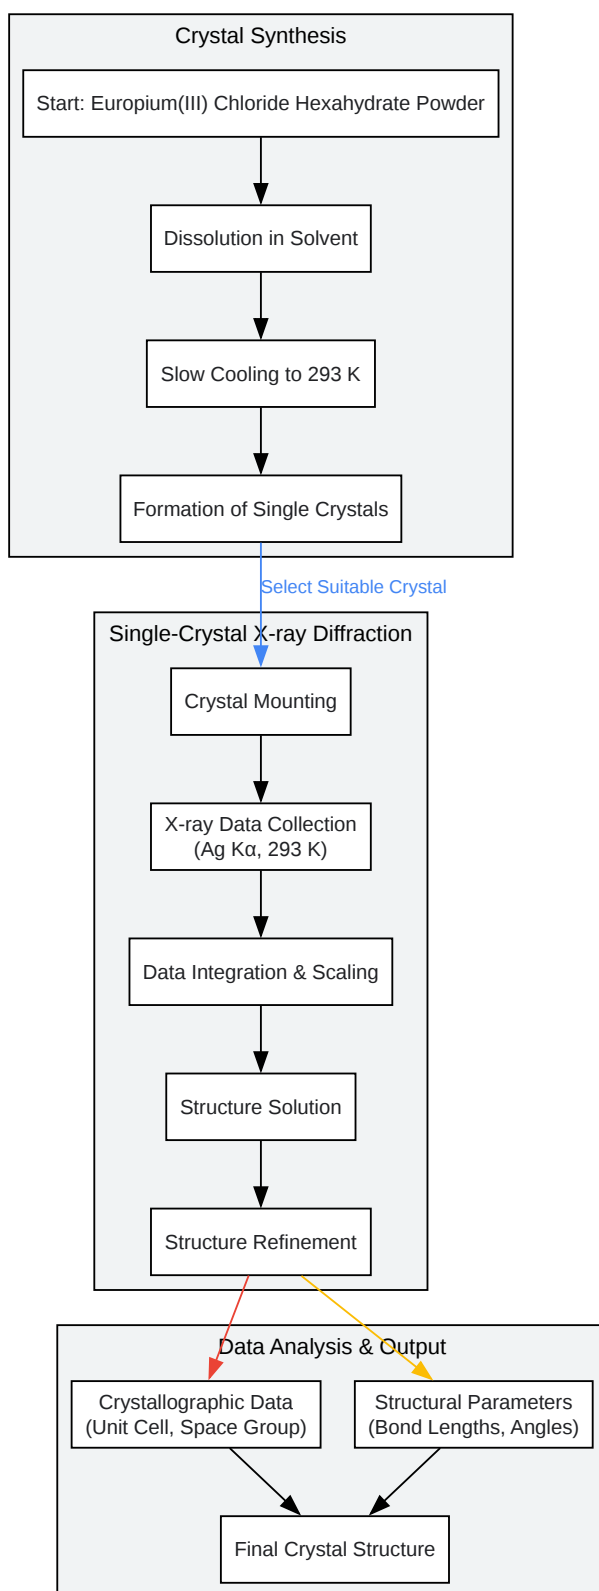 Crystal Synthesis
Start: Europium(III) Chloride Hexahydrate Powder
Dissolution in Solvent
Slow Cooling to 293 K
Formation of Single Crystals
Select Suitable Crystal
Single-Crystal X-ray Diffraction
Crystal Mounting
X-ray Data Collection
(Ag Kα, 293 K)
Data Integration & Scaling
Structure Solution
Structure Refinement
Data Analysis & Output
Crystallographic Data
(Unit Cell, Space Group)
Structural Parameters
(Bond Lengths, Angles)
Final Crystal Structure